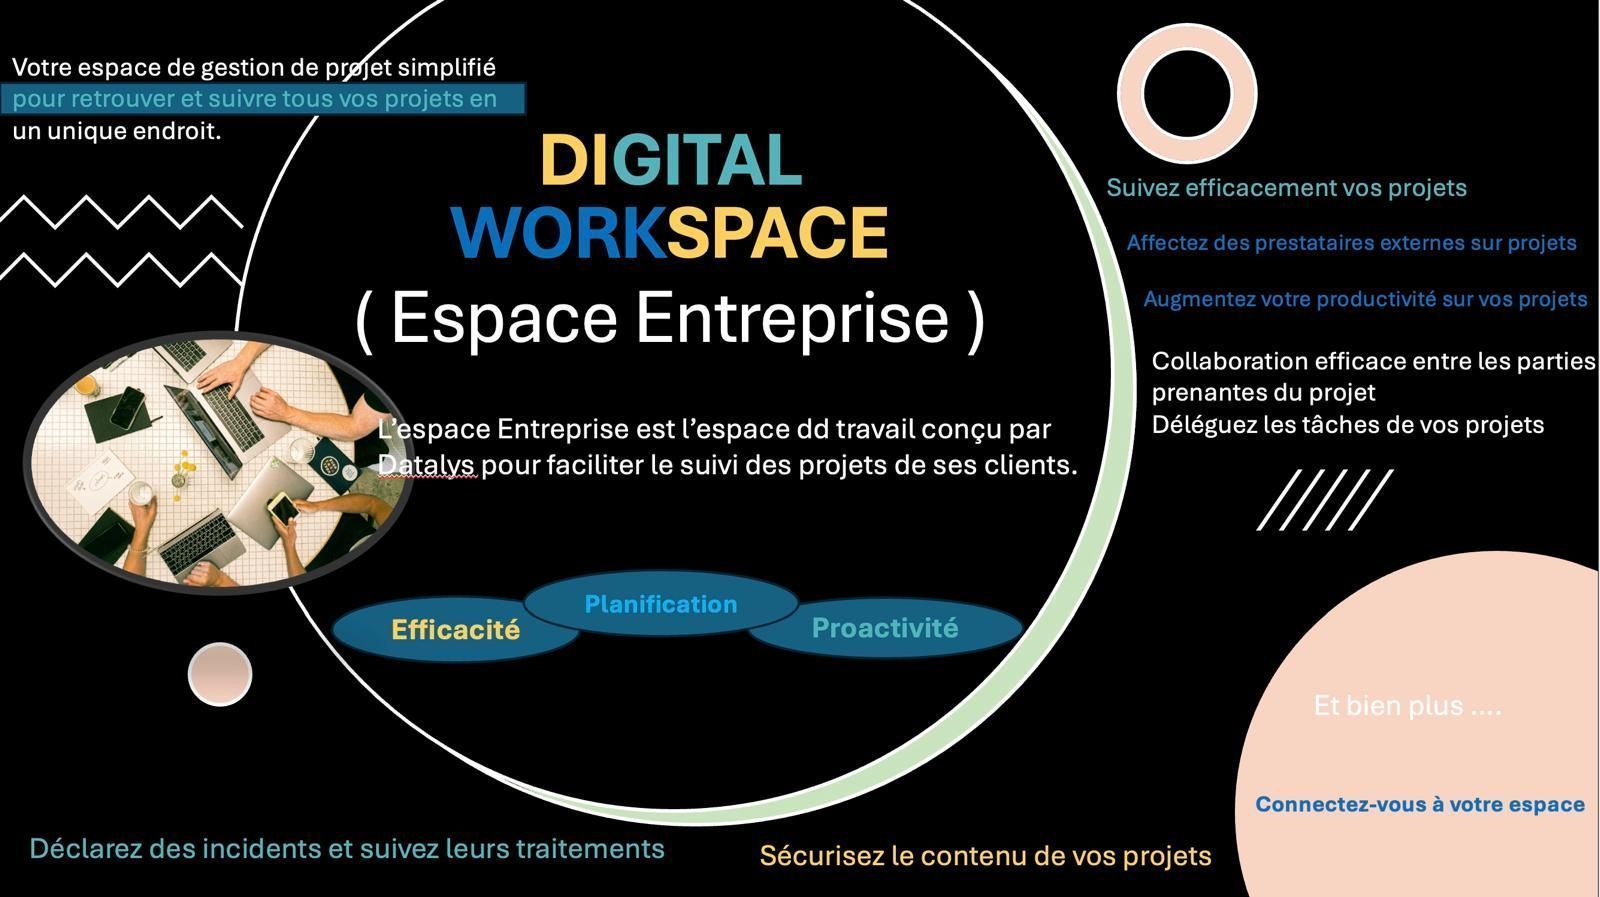 Votre espace de gestion de projet simplifié
pour retrouver et suivre tous vos projets en
un unique endroit.
DIGITAL
WORKSPACE
( Espace Entreprise )
L’espace Entreprise est l’espace dd travail conçu par
Datalys pour faciliter le suivi des projets de ses clients.
Efficacité
Planification
Proactivité
Suivez efficacement vos projets
Affectez des prestataires externes sur projets
Augmentez votre productivité sur vos projets
Collaboration efficace entre les parties
prenantes du projet
Déléguez les tâches de vos projets
Et bien plus ....
Connectez-vous à votre espace
Déclarez des incidents et suivez leurs traitements
Sécurisez le contenu de vos projets